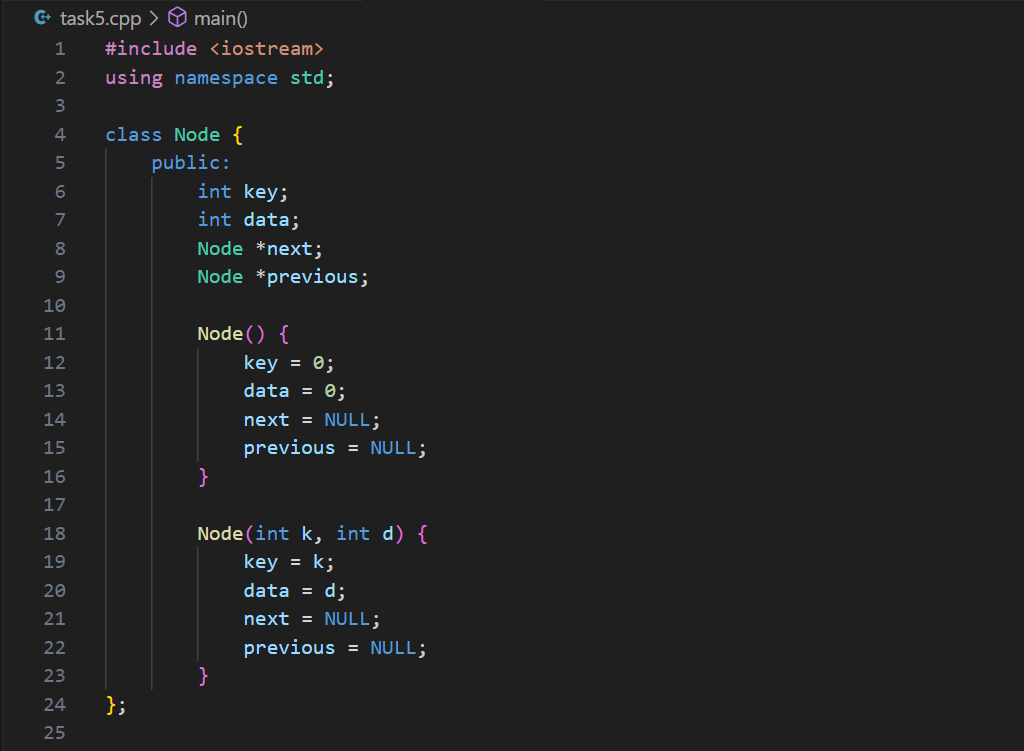 task5.cpp > main()
1 #include <iostream>
2 using namespace std;
3
4 class Node {
5     public:
6         int key;
7         int data;
8         Node *next;
9         Node *previous;
10
11         Node() {
12             key = 0;
13             data = 0;
14             next = NULL;
15             previous = NULL;
16         }
17
18         Node(int k, int d) {
19             key = k;
20             data = d;
21             next = NULL;
22             previous = NULL;
23         }
24 };
25